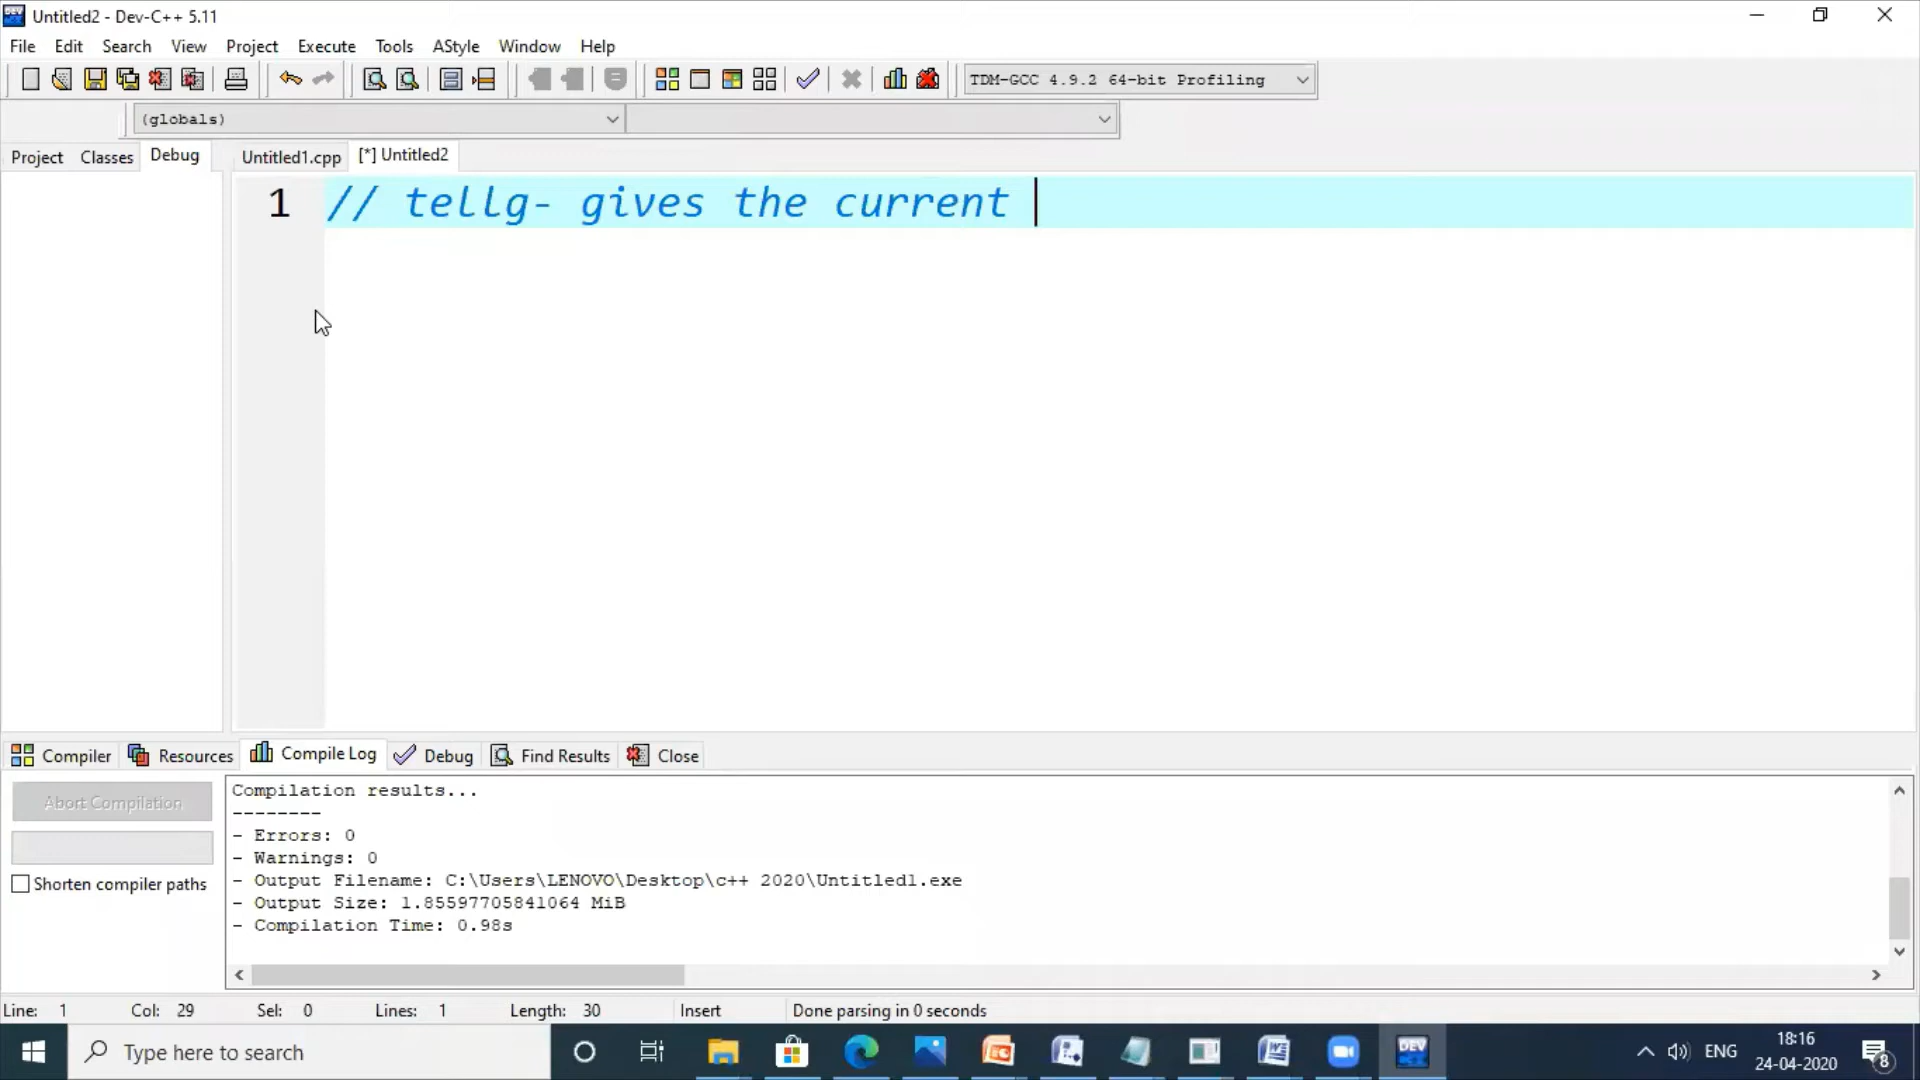 Untitled2 - Dev-C++ 5.11
File Edit Search View Project Execute Tools AStyle Window Help
TDM-GCC 4.9.2 64-bit Profiling
(globals)
Project Classes Debug Untitled1.cpp [*] Untitled2
1 // tellg- gives the current
Compiler Resources Compile Log Debug Find Results Close
Abort Compilation
Shorten compiler paths
Compilation results...
--------
- Errors: 0
- Warnings: 0
- Output Filename: C:\Users\LENOVO\Desktop\c++ 2020\Untitled1.exe
- Output Size: 1.85597705841064 MiB
- Compilation Time: 0.98s
Line: 1 Col: 29 Sel: 0 Lines: 1 Length: 30 Insert Done parsing in 0 seconds
Type here to search
DEV
ENG
18:16
24-04-2020
8